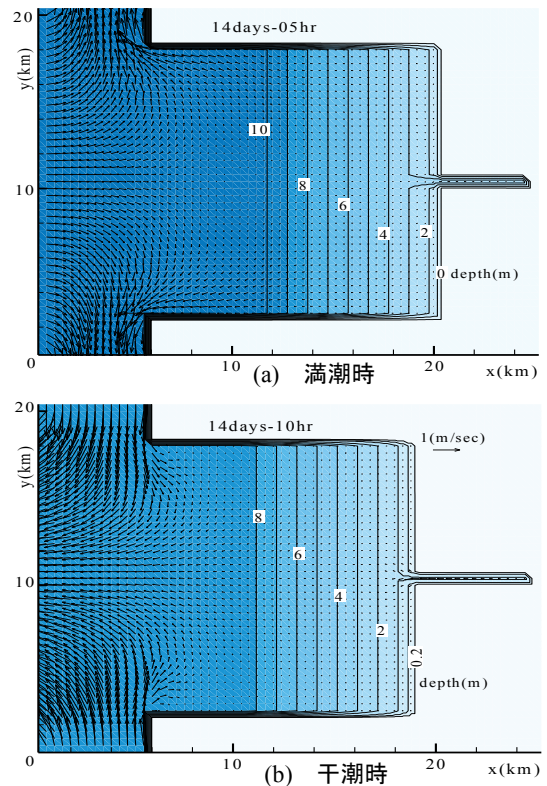 14days-05hr
20
y(km)
10
8
6
10
4
2
0 depth(m)
0
10
20
x(km)
(a) 満潮時
14days-10hr
20
y(km)
1(m/sec)
8
6
10
4
2
0.2
depth(m)
0
10
20
x(km)
(b) 干潮時